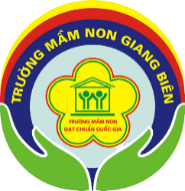 TRƯỜNG MẦM NON GIANG BIÊN
TRƯỜNG MẦM NON
ĐẠT CHUẨN QUỐC GIA